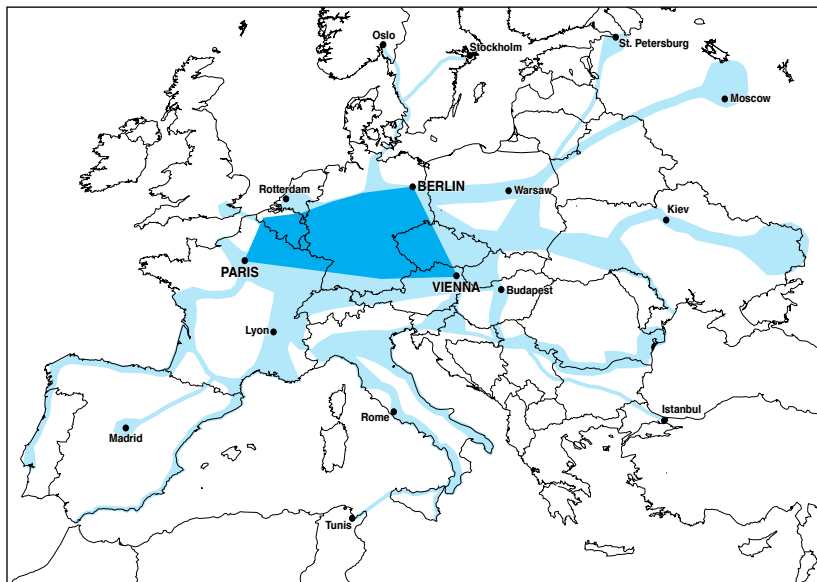 Oslo
Stockholm
St. Petersburg
Moscow
Rotterdam
BERLIN
Warsaw
Kiev
PARIS
VIENNA
Budapest
Lyon
Istanbul
Rome
Madrid
Tunis